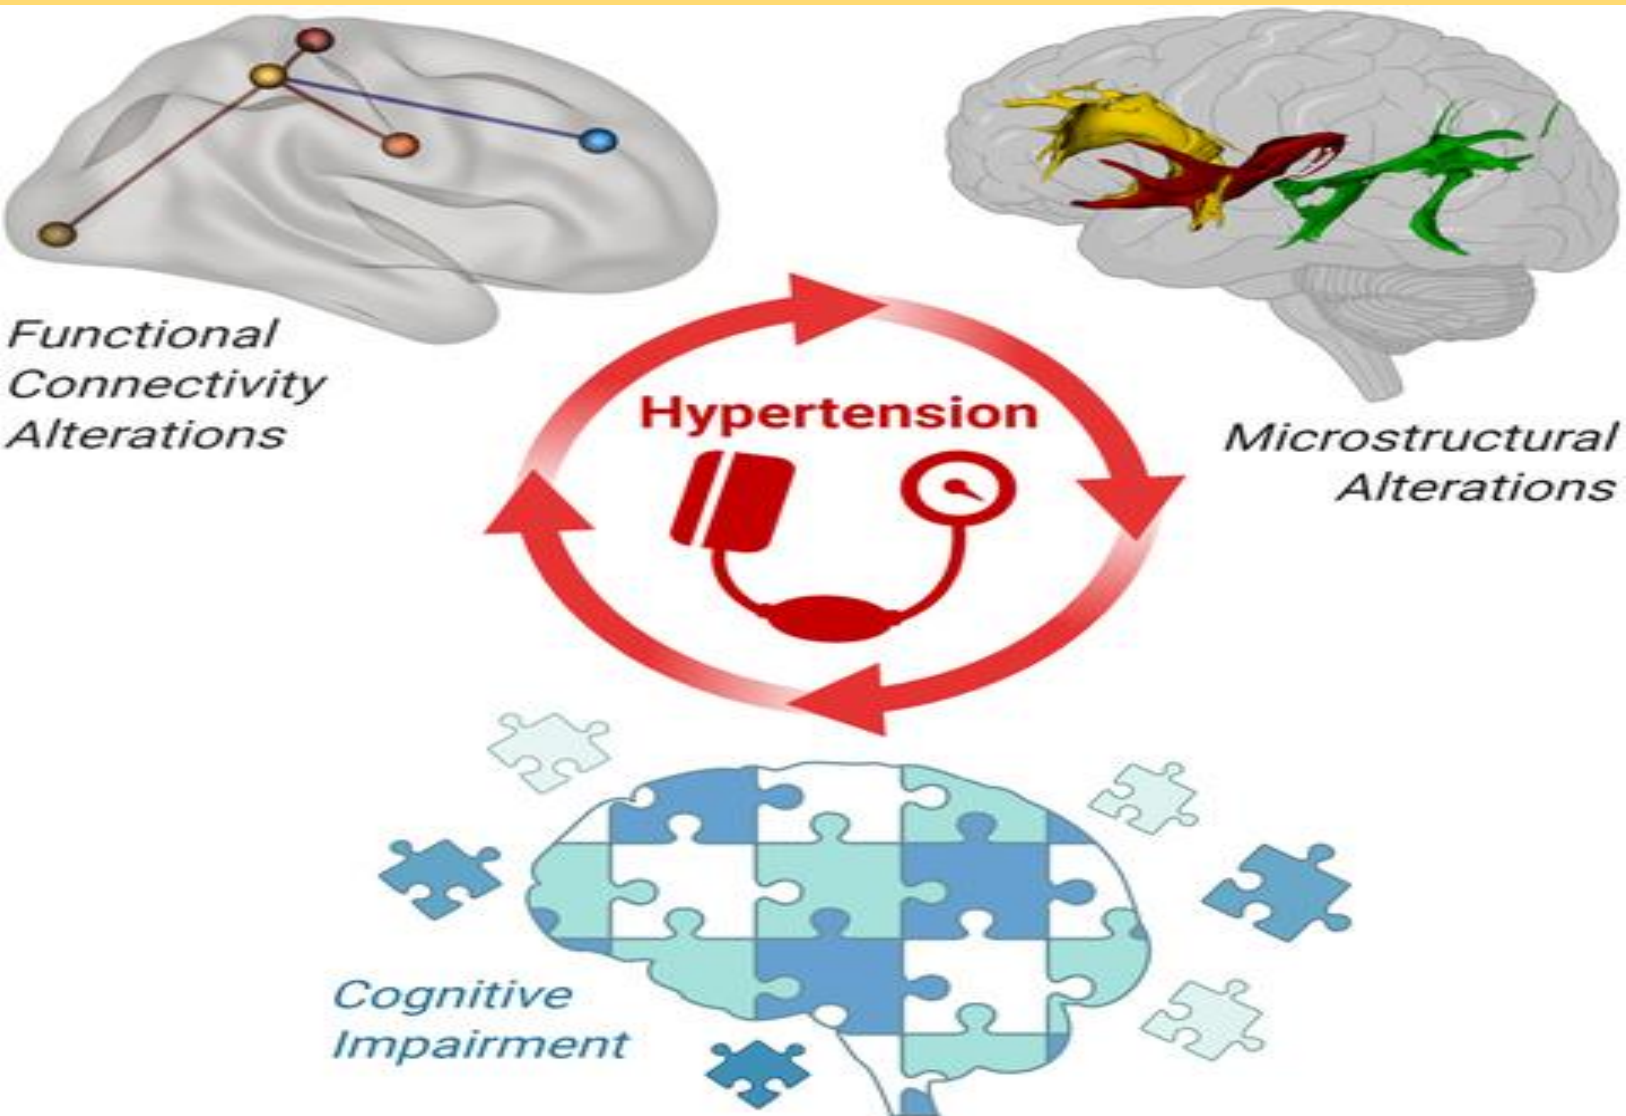 Functional
Connectivity
Alterations
Hypertension
Microstructural
Alterations
Cognitive
Impairment